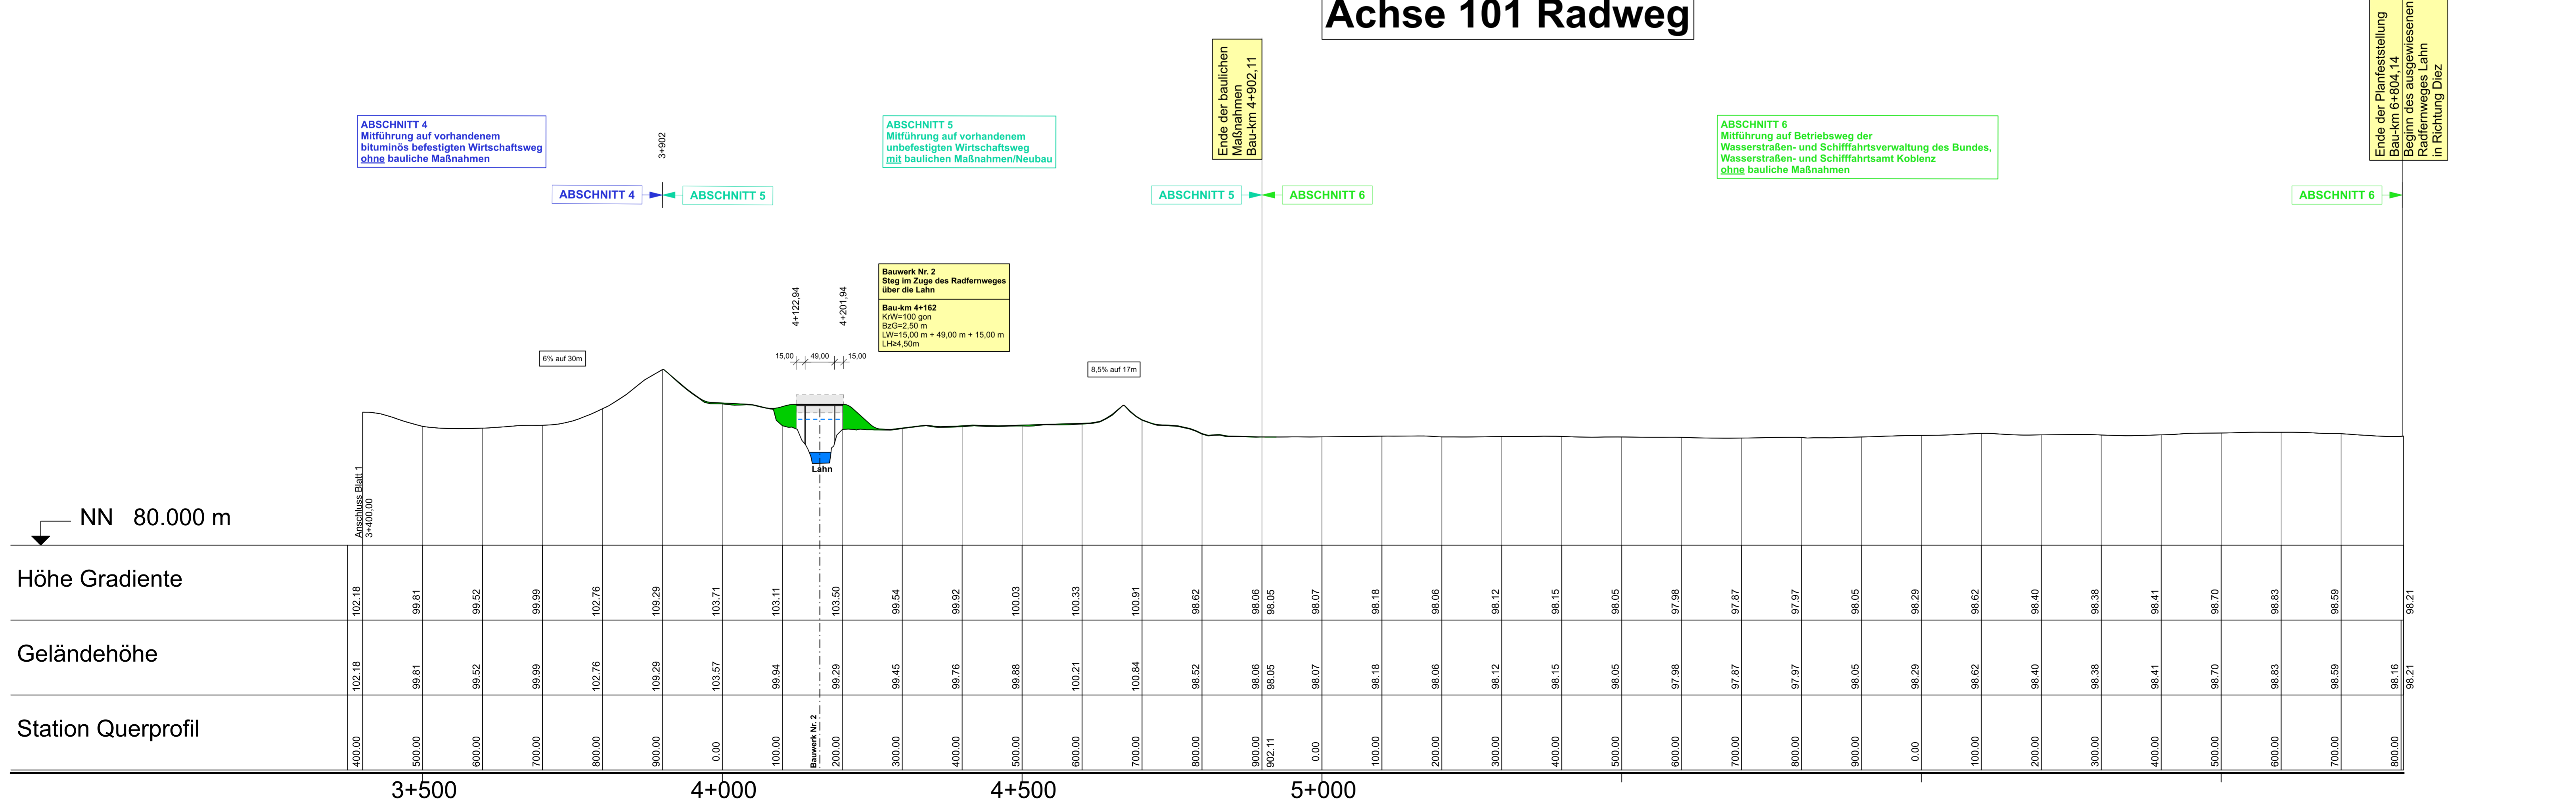 Achse 101 Radweg
Ende der baulichen
Maßnahmen
Bau-km 4+902,11
Ende der Planfeststellung
Bau-km 6+804,14
Beginn des ausgewiesenen
Radfernweges Lahn
in Richtung Diez
ABSCHNITT 4
Mitführung auf vorhandenem
bituminös befestigten Wirtschaftsweg
ohne bauliche Maßnahmen
3+902
ABSCHNITT 5
Mitführung auf vorhandenem
unbefestigten Wirtschaftsweg
mit baulichen Maßnahmen/Neubau
ABSCHNITT 6
Mitführung auf Betriebsweg der
Wasserstraßen- und Schifffahrtsverwaltung des Bundes,
Wasserstraßen- und Schifffahrtsamt Koblenz
ohne bauliche Maßnahmen
ABSCHNITT 4
ABSCHNITT 5
ABSCHNITT 5
ABSCHNITT 6
ABSCHNITT 6
4+122,94
4+201,94
Bauwerk Nr. 2
Steg im Zuge des Radfernweges
über die Lahn
Bau-km 4+162
KrW=100 gon
BzG=2,50 m
LW=15,00 m + 49,00 m + 15,00 m
LH≥4,50m
6% auf 30m
15,00 49,00 15,00
8,5% auf 17m
Lahn
Anschluss Blatt 1
3+400,00
NN 80.000 m
Höhe Gradiente
102.18 99.81 99.52 99.99 102.76 109.29 103.71 103.11 103.50 99.54 99.92 100.03 100.33 100.91 98.62 98.06 98.05 98.07 98.18 98.06 98.12 98.15 98.05 97.98 97.87 97.97 98.05 98.29 98.62 98.40 98.38 98.41 98.70 98.83 98.59 98.21
Geländehöhe
102.18 99.81 99.52 99.99 102.76 109.29 103.57 99.94 99.29 99.45 99.76 99.88 100.21 100.84 98.52 98.06 98.05 98.07 98.18 98.06 98.12 98.15 98.05 97.98 97.87 97.97 98.05 98.29 98.62 98.40 98.38 98.41 98.70 98.83 98.59 98.16 98.21
Station Querprofil
400.00 500.00 600.00 700.00 800.00 900.00 0.00 100.00 Bauwerk Nr. 2 200.00 300.00 400.00 500.00 600.00 700.00 800.00 900.00 902.11 0.00 100.00 200.00 300.00 400.00 500.00 600.00 700.00 800.00 900.00 0.00 100.00 200.00 300.00 400.00 500.00 600.00 700.00 800.00
3+500 4+000 4+500 5+000